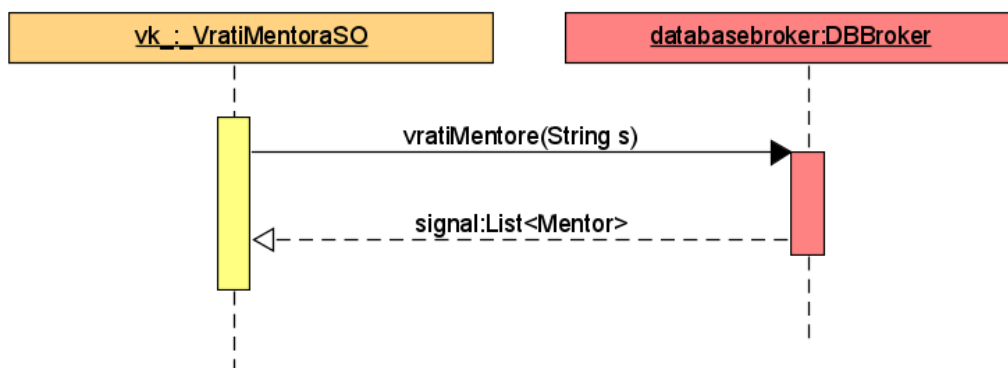 vk_:_VratiMentoraSO
databasebroker:DBBroker
vratiMentore(String s)
signal:List<Mentor>